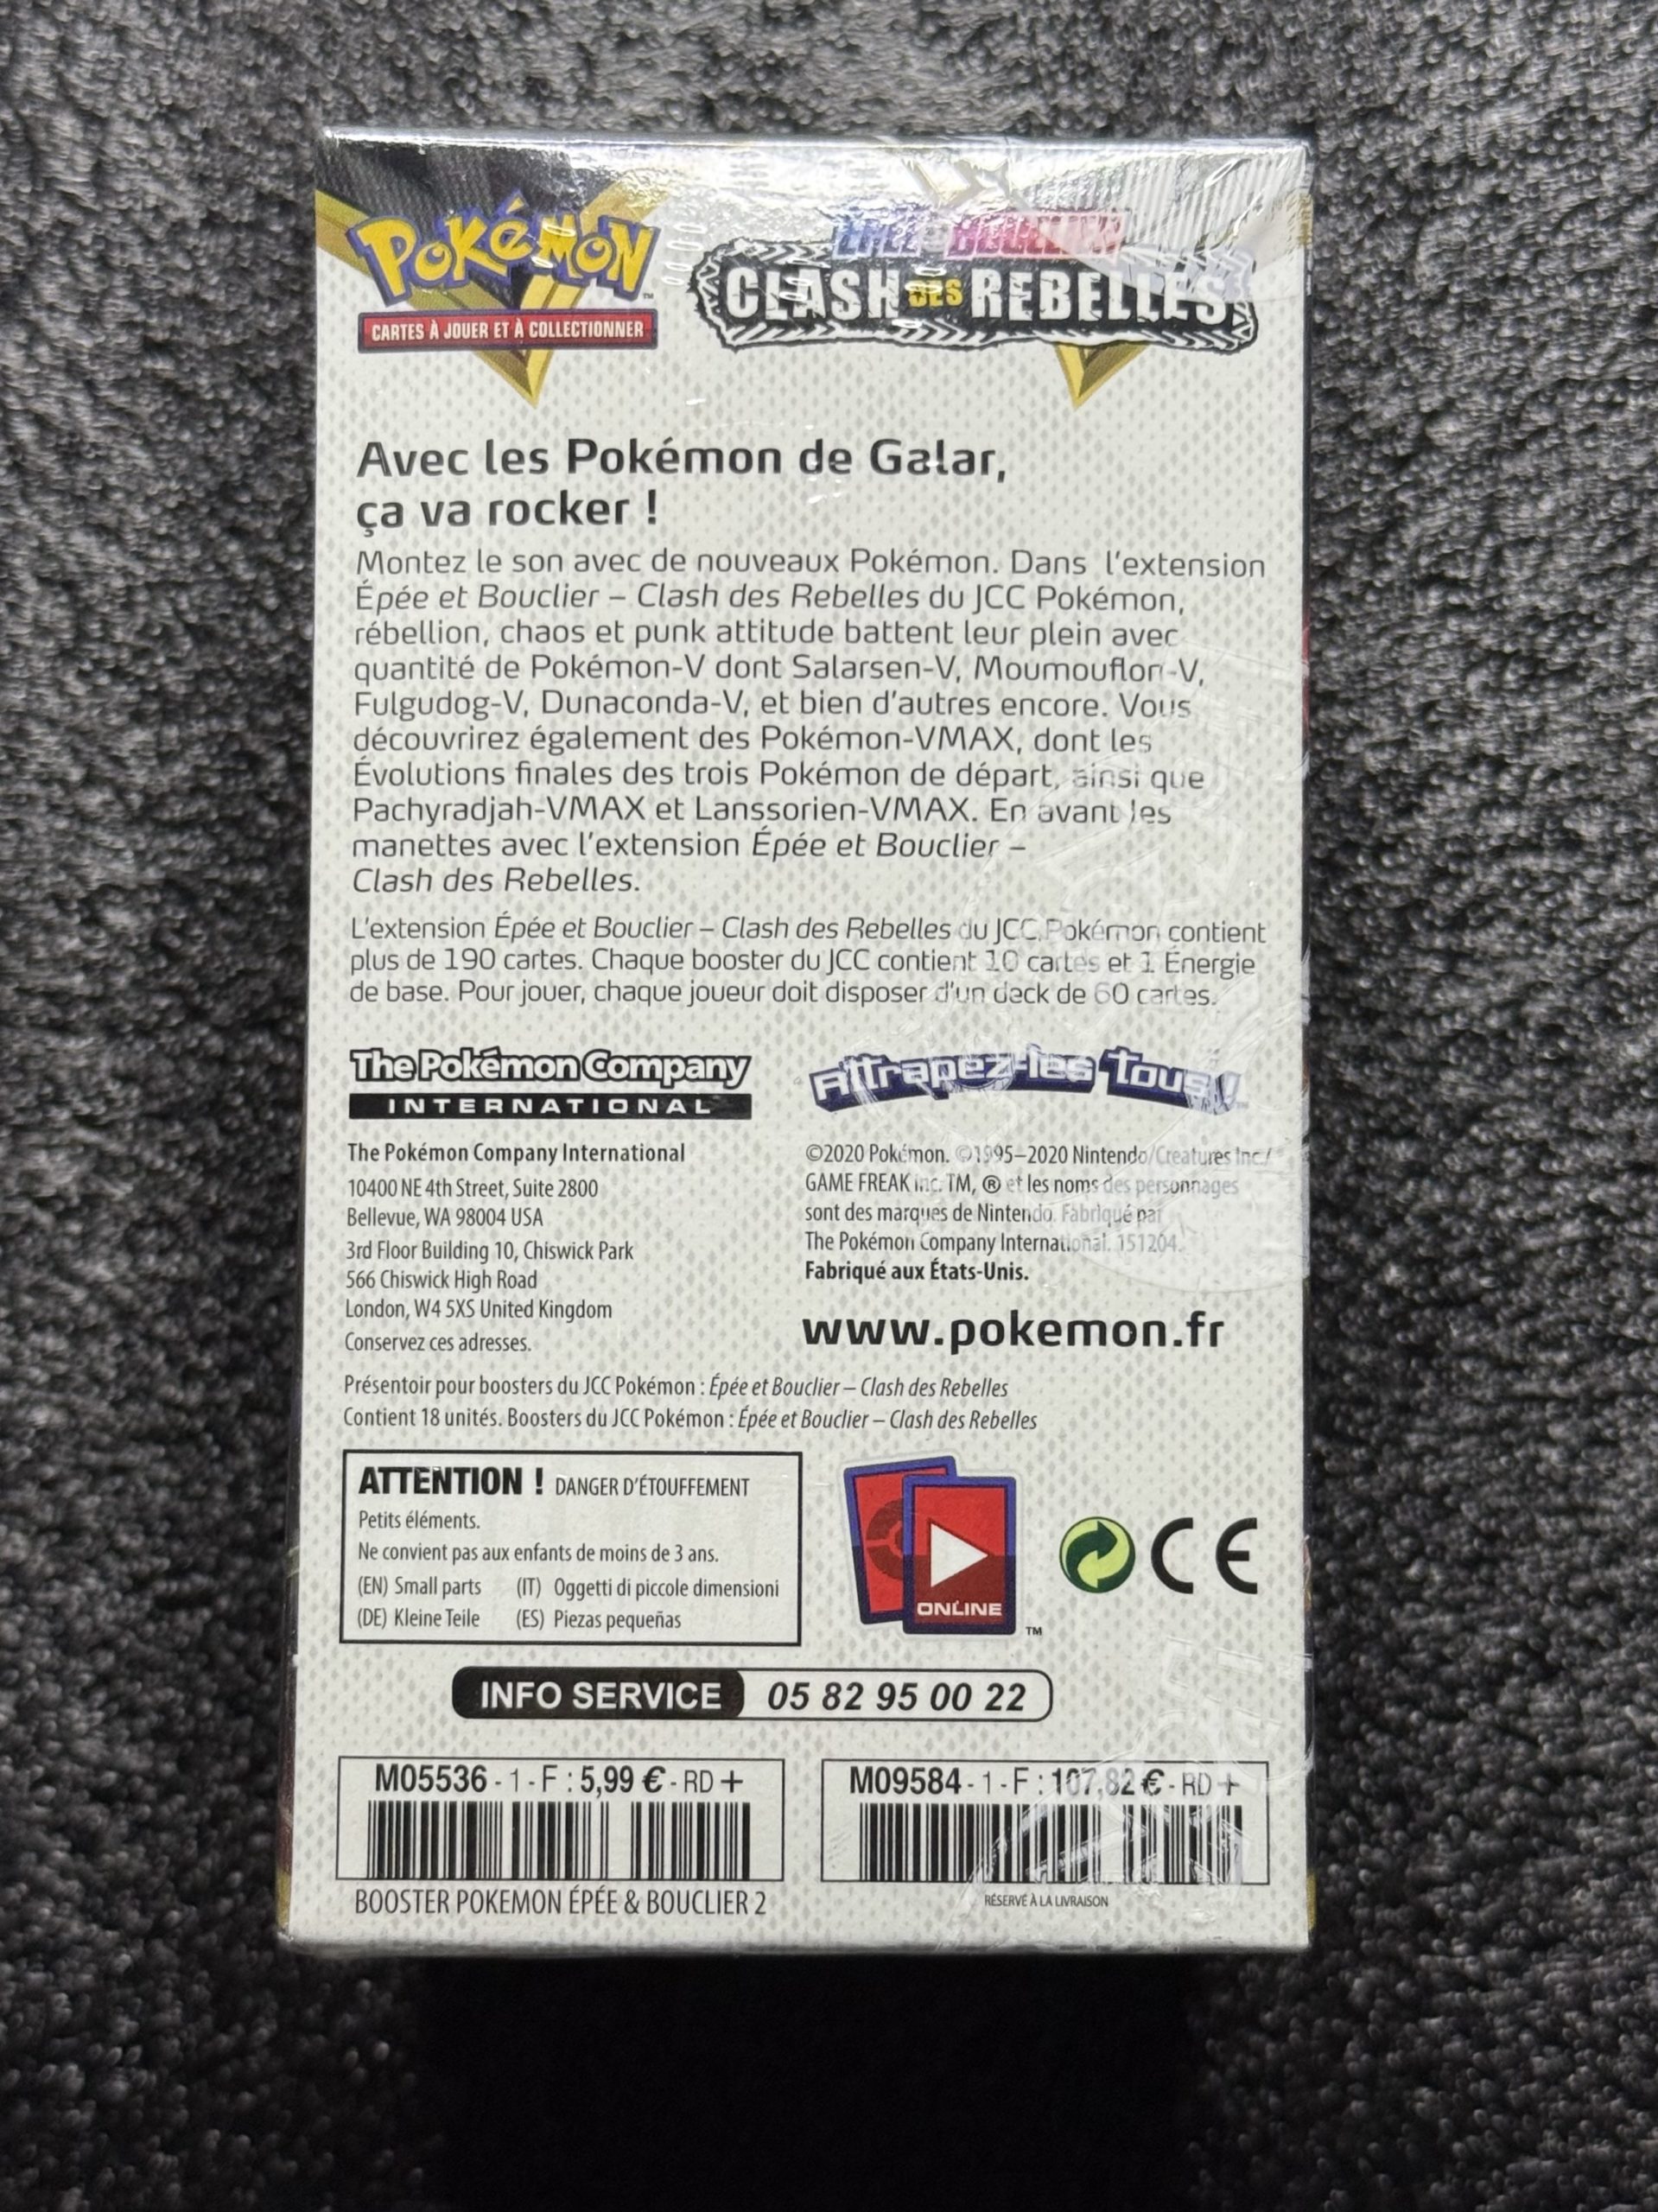 POKÉMON™
CARTES À JOUER ET À COLLECTIONNER
ÉPÉE ET BOUCLIER
CLASH DES REBELLES
Avec les Pokémon de Galar,
ça va rocker !
Montez le son avec de nouveaux Pokémon. Dans l'extension
Épée et Bouclier – Clash des Rebelles du JCC Pokémon,
rébellion, chaos et punk attitude battent leur plein avec
quantité de Pokémon-V dont Salarsen-V, Moumouflon-V,
Fulgudog-V, Dunaconda-V, et bien d'autres encore. Vous
découvrirez également des Pokémon-VMAX, dont les
Évolutions finales des trois Pokémon de départ, ainsi que
Pachyradjah-VMAX et Lanssorien-VMAX. En avant les
manettes avec l'extension Épée et Bouclier –
Clash des Rebelles.
L'extension Épée et Bouclier – Clash des Rebelles du JCC Pokémon contient
plus de 190 cartes. Chaque booster du JCC contient 10 cartes et 1 Énergie
de base. Pour jouer, chaque joueur doit disposer d'un deck de 60 cartes.
The Pokémon Company
INTERNATIONAL
Attrapez-les tous !™
The Pokémon Company International
10400 NE 4th Street, Suite 2800
Bellevue, WA 98004 USA
3rd Floor Building 10, Chiswick Park
566 Chiswick High Road
London, W4 5XS United Kingdom
Conservez ces adresses.
©2020 Pokémon. ©1995–2020 Nintendo/Creatures Inc./
GAME FREAK inc. TM, ® et les noms des personnages
sont des marques de Nintendo. Fabriqué par
The Pokémon Company International. 151204.
Fabriqué aux États-Unis.
www.pokemon.fr
Présentoir pour boosters du JCC Pokémon : Épée et Bouclier – Clash des Rebelles
Contient 18 unités. Boosters du JCC Pokémon : Épée et Bouclier – Clash des Rebelles
ATTENTION ! DANGER D'ÉTOUFFEMENT
Petits éléments.
Ne convient pas aux enfants de moins de 3 ans.
(EN) Small parts (IT) Oggetti di piccole dimensioni
(DE) Kleine Teile (ES) Piezas pequeñas
ONLINE
™
CE
INFO SERVICE 05 82 95 00 22
M05536 - 1 - F : 5,99 € - RD +
BOOSTER POKEMON ÉPÉE & BOUCLIER 2
M09584 - 1 - F : 107,82 € - RD +
RÉSERVÉ À LA LIVRAISON